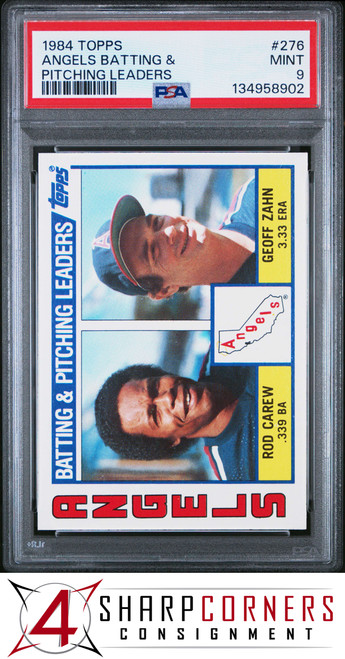 1984 TOPPS #276
ANGELS BATTING & MINT
PITCHING LEADERS 9
PSA 134958902
topps
BATTING & PITCHING LEADERS
GEOFF ZAHN
3.33 ERA
Angels
ROD CAREW
.339 BA
ANGELS
PSA
4 SHARPCORNERS
CONSIGNMENT